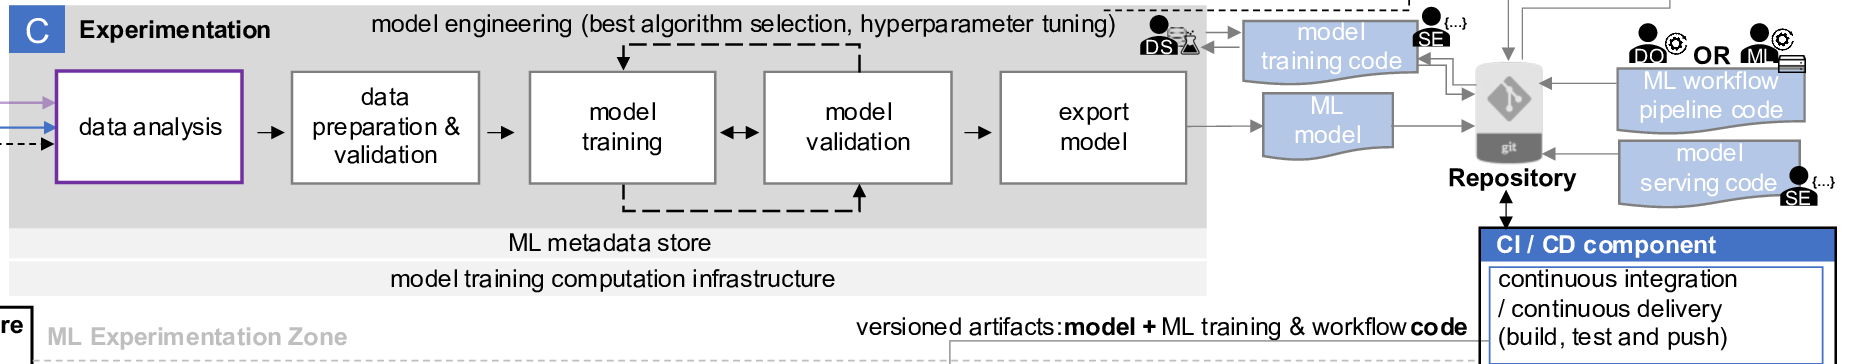 C
Experimentation
model engineering (best algorithm selection, hyperparameter tuning)
data analysis
data
preparation &
validation
model
training
model
validation
export
model
ML metadata store
model training computation infrastructure
DS
model
training code
SE
{...}
ML
model
git
Repository
DO
OR
ML
ML workflow
pipeline code
model
serving code
SE
{...}
CI / CD component
continuous integration
/ continuous delivery
(build, test and push)
re
ML Experimentation Zone
versioned artifacts: model + ML training & workflow code